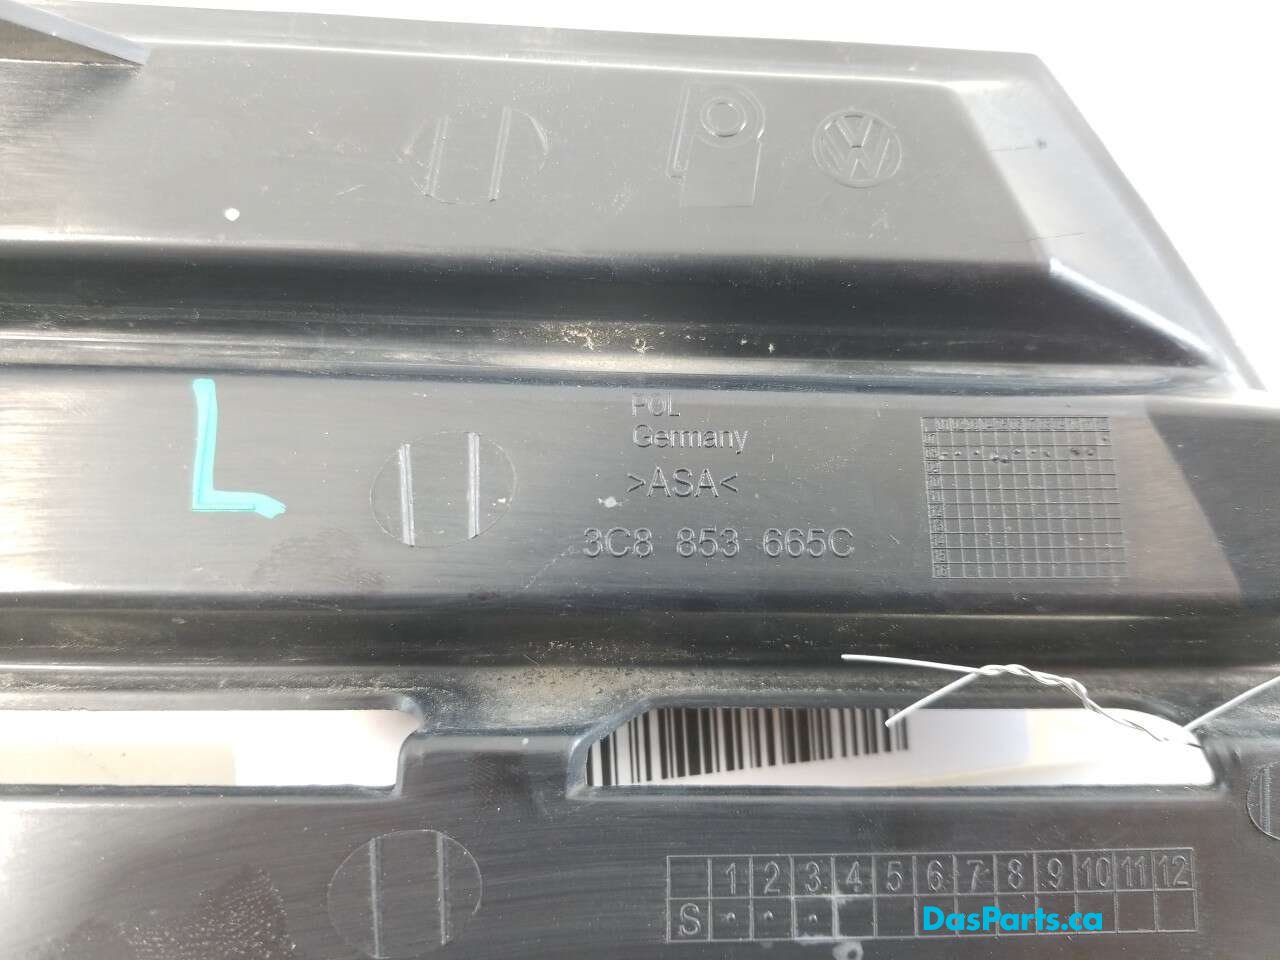 VW
L
POL
Germany
>ASA<
3C8 853 665C
1 2 3 4 5 6 7 8 9 10 11 12
S
DasParts.ca